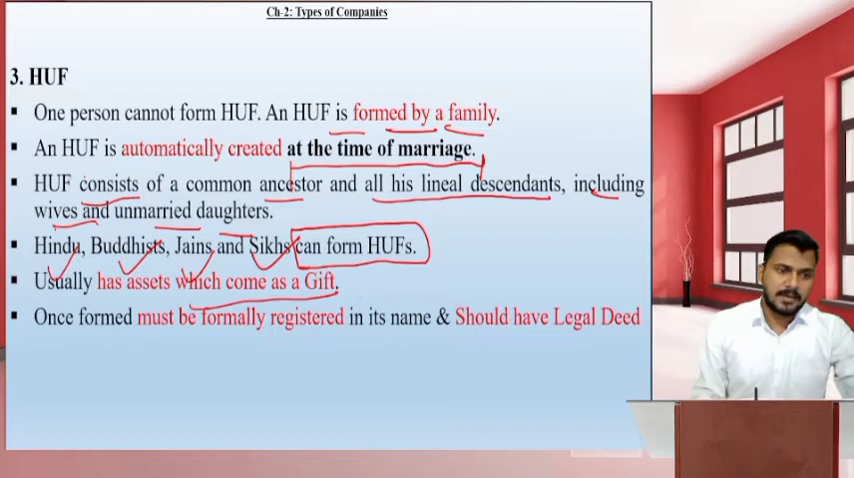 Ch-2: Types of Companies
3. HUF
▪ One person cannot form HUF. An HUF is formed by a family.
▪ An HUF is automatically created at the time of marriage.
▪ HUF consists of a common ancestor and all his lineal descendants, including
wives and unmarried daughters.
▪ Hindu, Buddhists, Jains and Sikhs can form HUFs.
▪ Usually has assets which come as a Gift.
▪ Once formed must be formally registered in its name & Should have Legal Deed